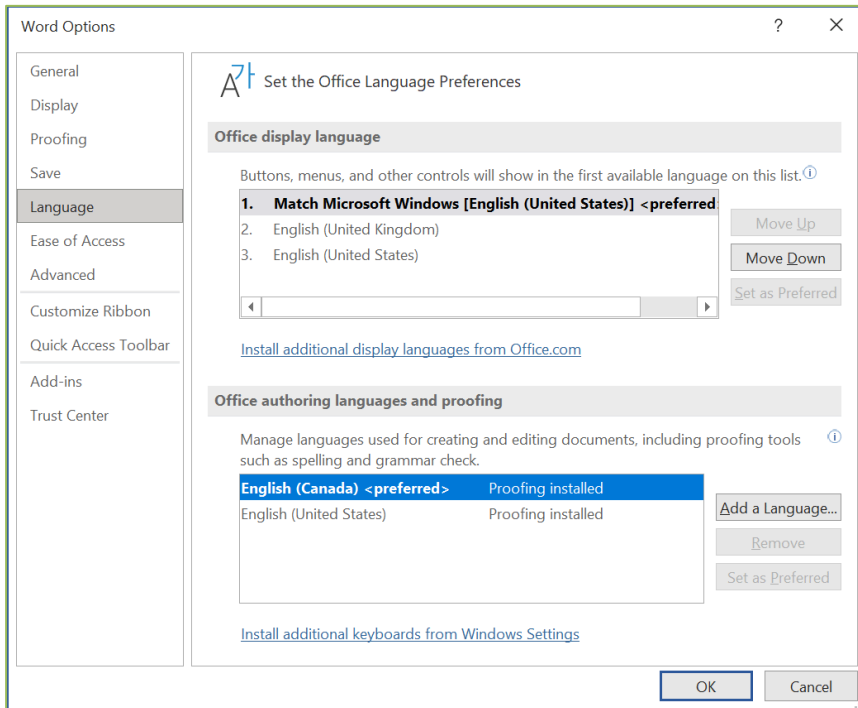 Word Options
?
General
Display
Proofing
Save
Language
Ease of Access
Advanced
Customize Ribbon
Quick Access Toolbar
Add-ins
Trust Center
A가 Set the Office Language Preferences
Office display language
Buttons, menus, and other controls will show in the first available language on this list.
1. Match Microsoft Windows [English (United States)] <preferred
2. English (United Kingdom)
3. English (United States)
Move Up
Move Down
Set as Preferred
Install additional display languages from Office.com
Office authoring languages and proofing
Manage languages used for creating and editing documents, including proofing tools
such as spelling and grammar check.
English (Canada) <preferred> Proofing installed
English (United States) Proofing installed
Add a Language...
Remove
Set as Preferred
Install additional keyboards from Windows Settings
OK Cancel